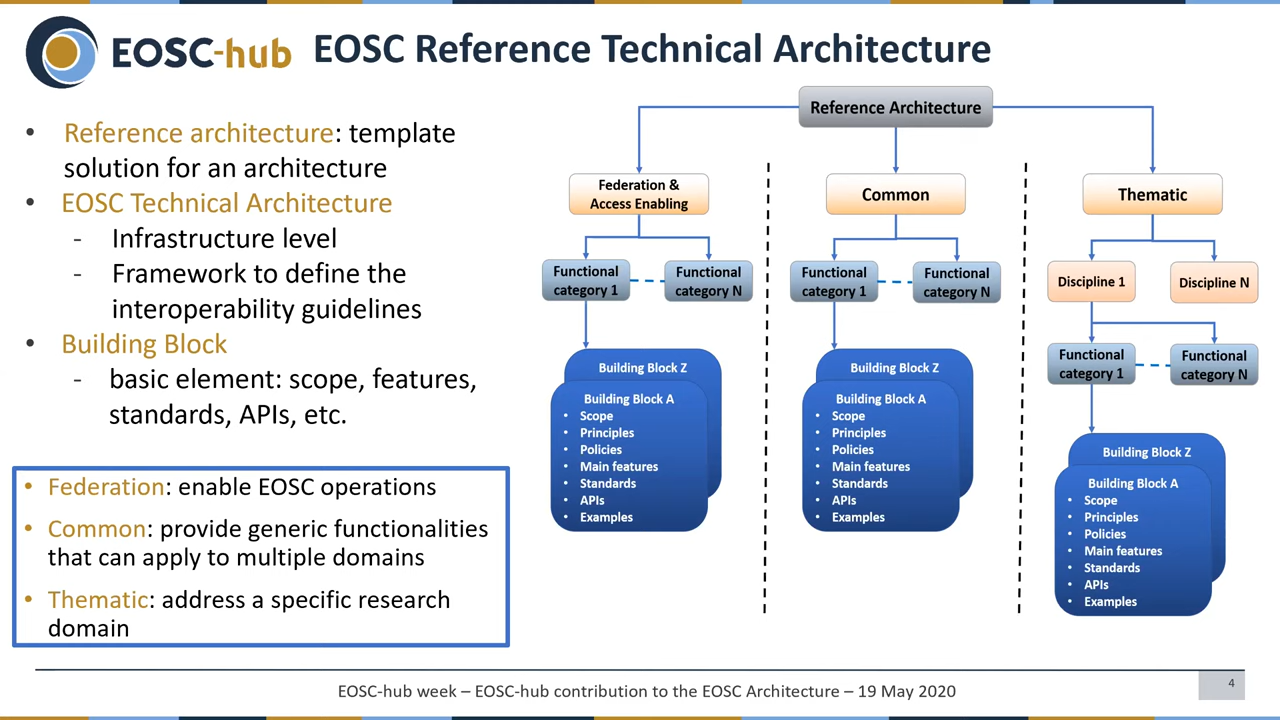 EOSC-hub
EOSC Reference Technical Architecture
• Reference architecture: template
solution for an architecture
• EOSC Technical Architecture
- Infrastructure level
- Framework to define the
interoperability guidelines
• Building Block
- basic element: scope, features,
standards, APIs, etc.
• Federation: enable EOSC operations
• Common: provide generic functionalities
that can apply to multiple domains
• Thematic: address a specific research
domain
Reference Architecture
Federation &
Access Enabling
Functional
category 1
Functional
category N
Building Block Z
Building Block A
• Scope
• Principles
• Policies
• Main features
• Standards
• APIs
• Examples
Common
Functional
category 1
Functional
category N
Building Block Z
Building Block A
• Scope
• Principles
• Policies
• Main features
• Standards
• APIs
• Examples
Thematic
Discipline 1
Discipline N
Functional
category 1
Functional
category N
Building Block Z
Building Block A
• Scope
• Principles
• Policies
• Main features
• Standards
• APIs
• Examples
EOSC-hub week – EOSC-hub contribution to the EOSC Architecture – 19 May 2020
4